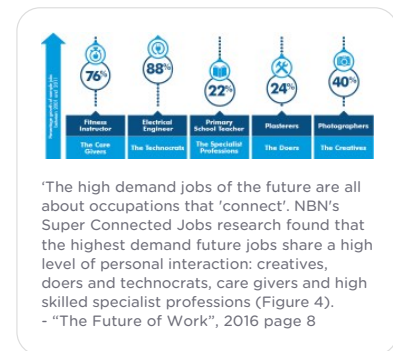 76%
88%
22%
24%
40%
Fitness
Instructor
Electrical
Engineer
Primary
School Teacher
Plasterers
Photographers
The Care
Givers
The Technocrats
The Specialist
Professions
The Doers
The Creatives
‘The high demand jobs of the future are all
about occupations that 'connect'. NBN's
Super Connected Jobs research found that
the highest demand future jobs share a high
level of personal interaction: creatives,
doers and technocrats, care givers and high
skilled specialist professions (Figure 4).
- “The Future of Work”, 2016 page 8